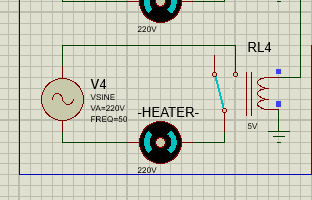 220V
RL4
V4
VSINE
VA=220V
FREQ=50
-HEATER-
5V
220V